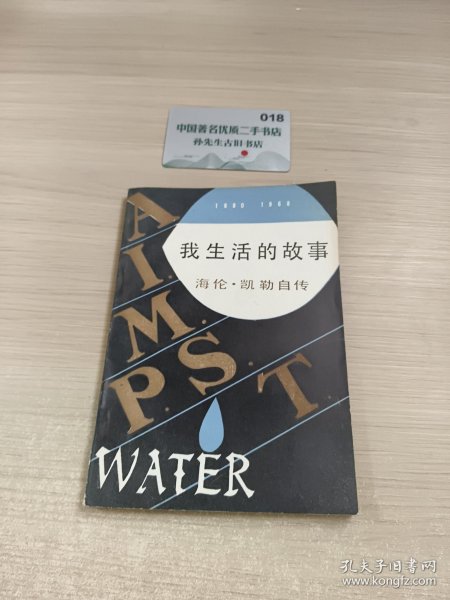 018
中国著名优质二手书店
孙先生古旧书店
1880 1968
我生活的故事
海伦·凯勒自传
A.
I.
M.
P.S.T.
WATER
孔夫子旧书网
www.kongfz.com